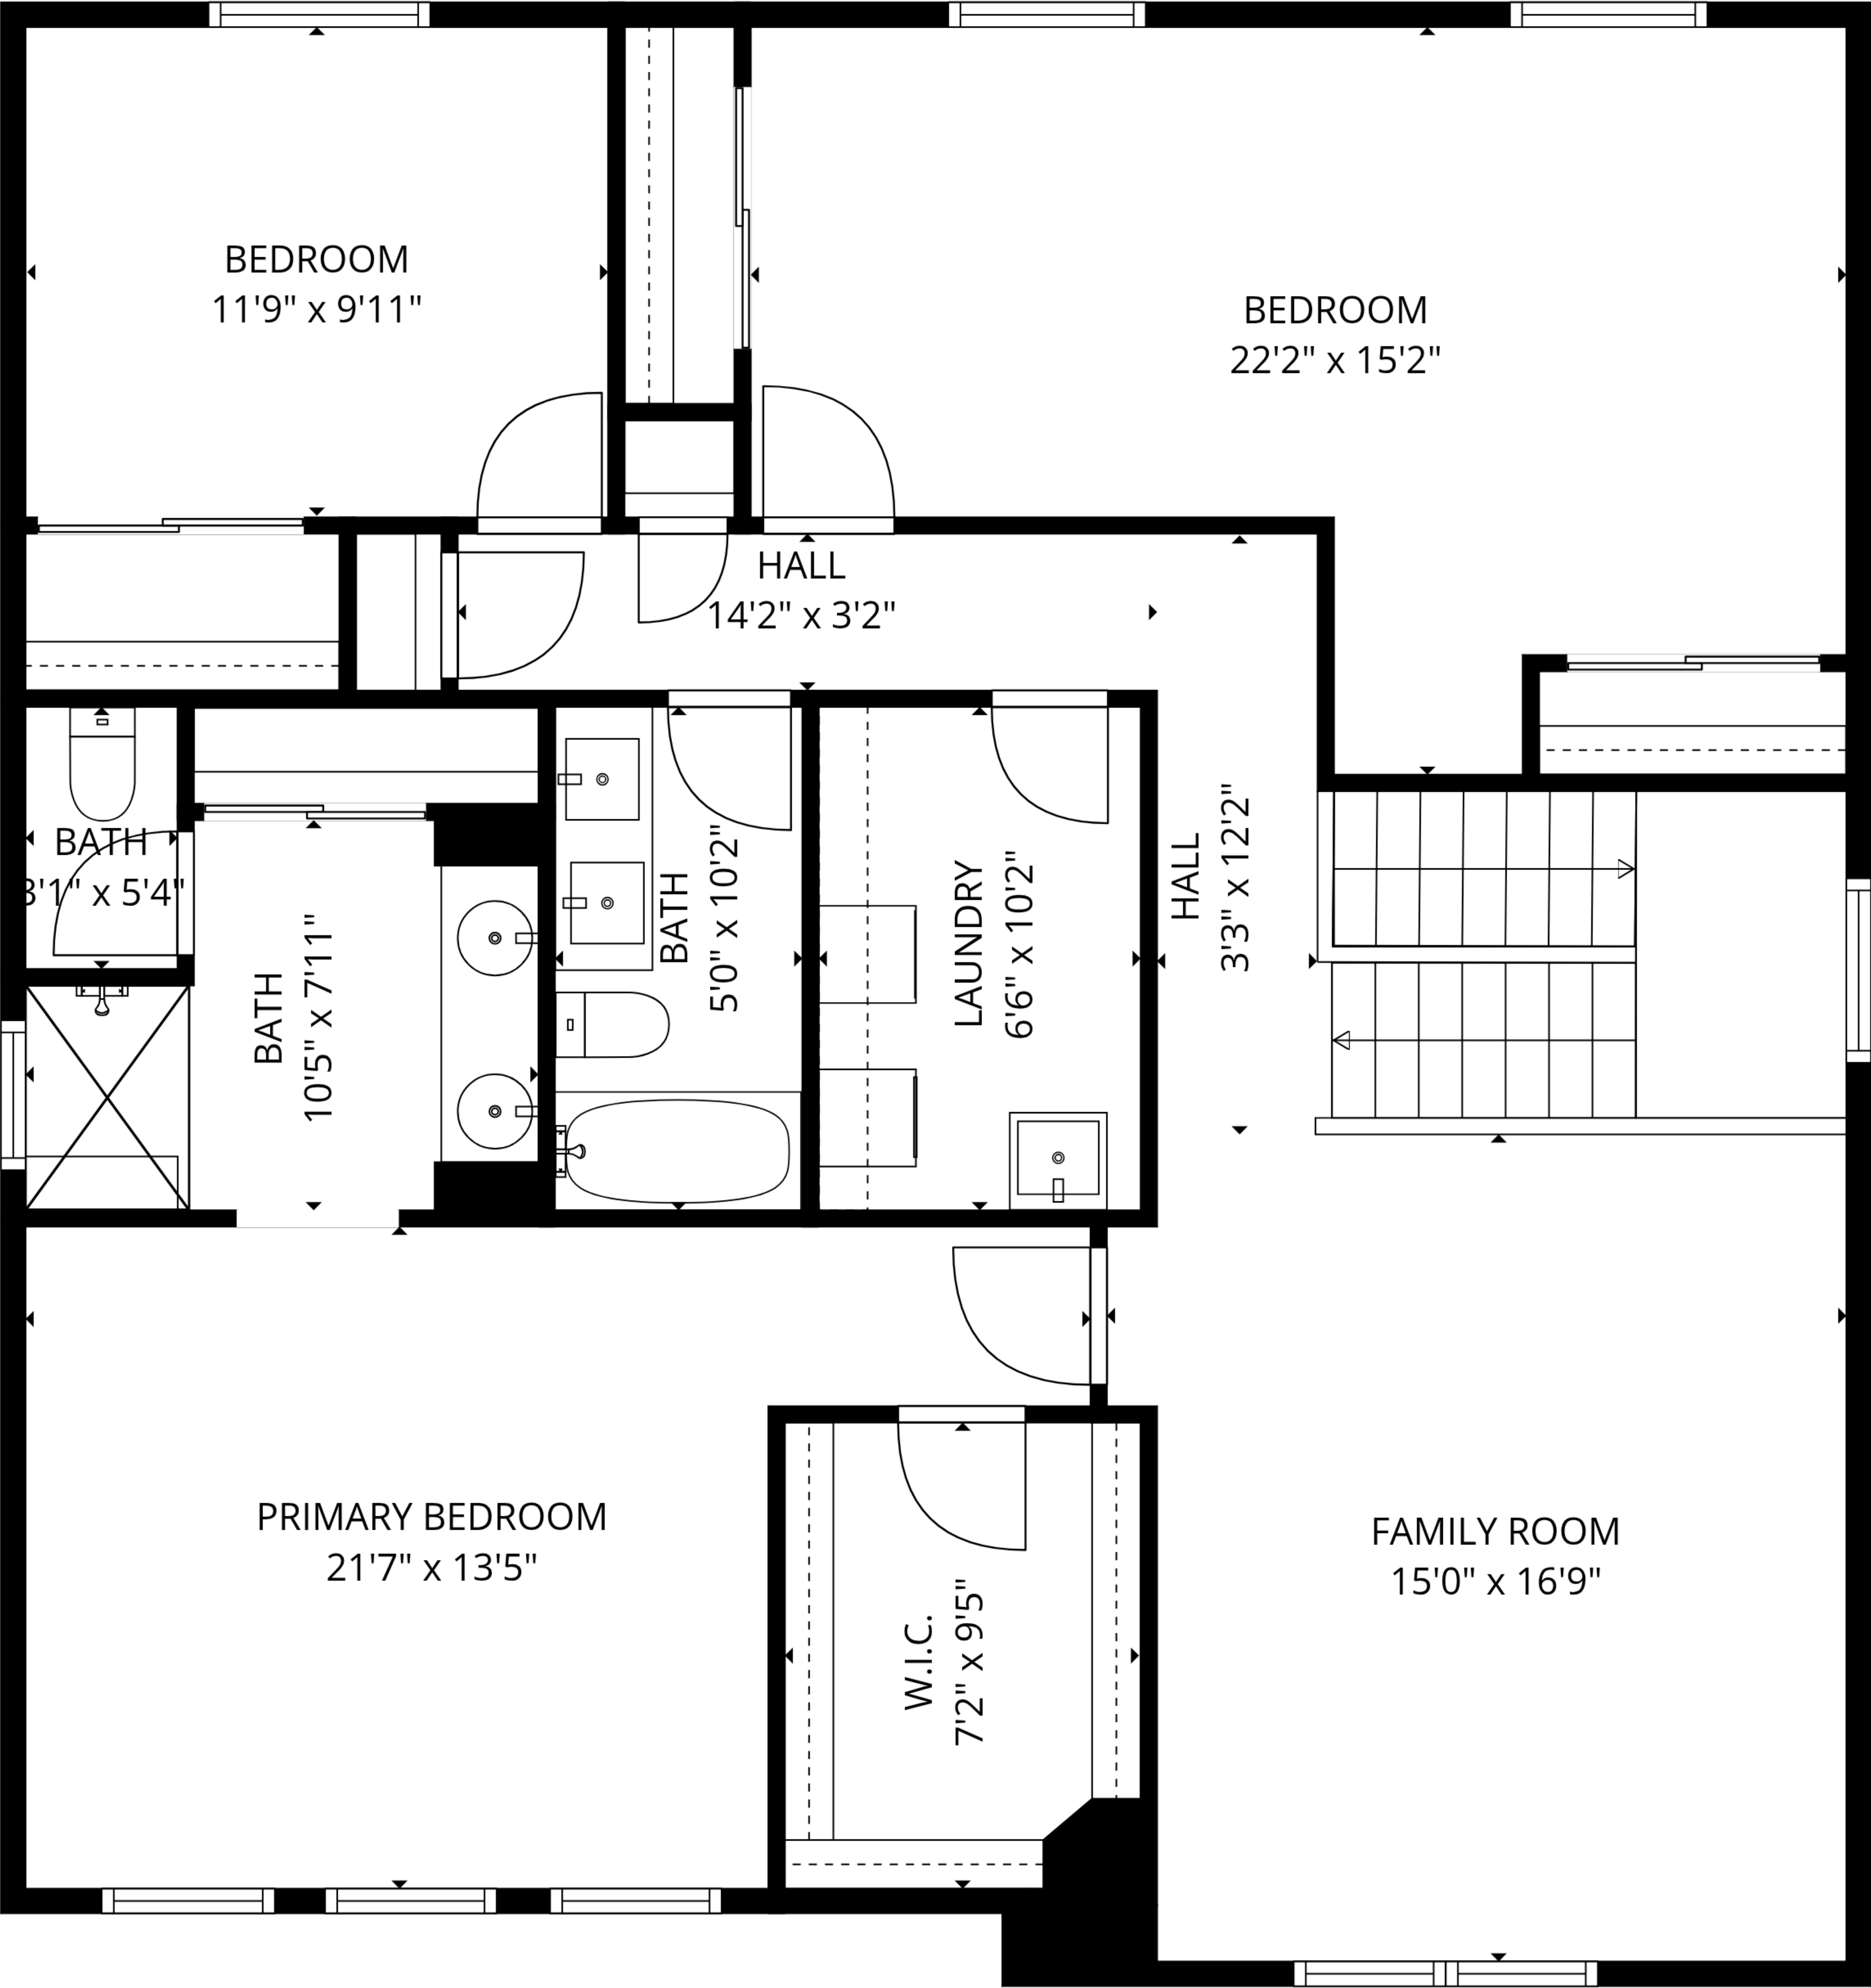 BEDROOM
11'9" x 9'11"
BEDROOM
22'2" x 15'2"
HALL
14'2" x 3'2"
BATH
3'1" x 5'4"
BATH
10'5" x 7'11"
BATH
5'0" x 10'2"
LAUNDRY
6'6" x 10'2"
HALL
3'3" x 12'2"
PRIMARY BEDROOM
21'7" x 13'5"
W.I.C.
7'2" x 9'5"
FAMILY ROOM
15'0" x 16'9"